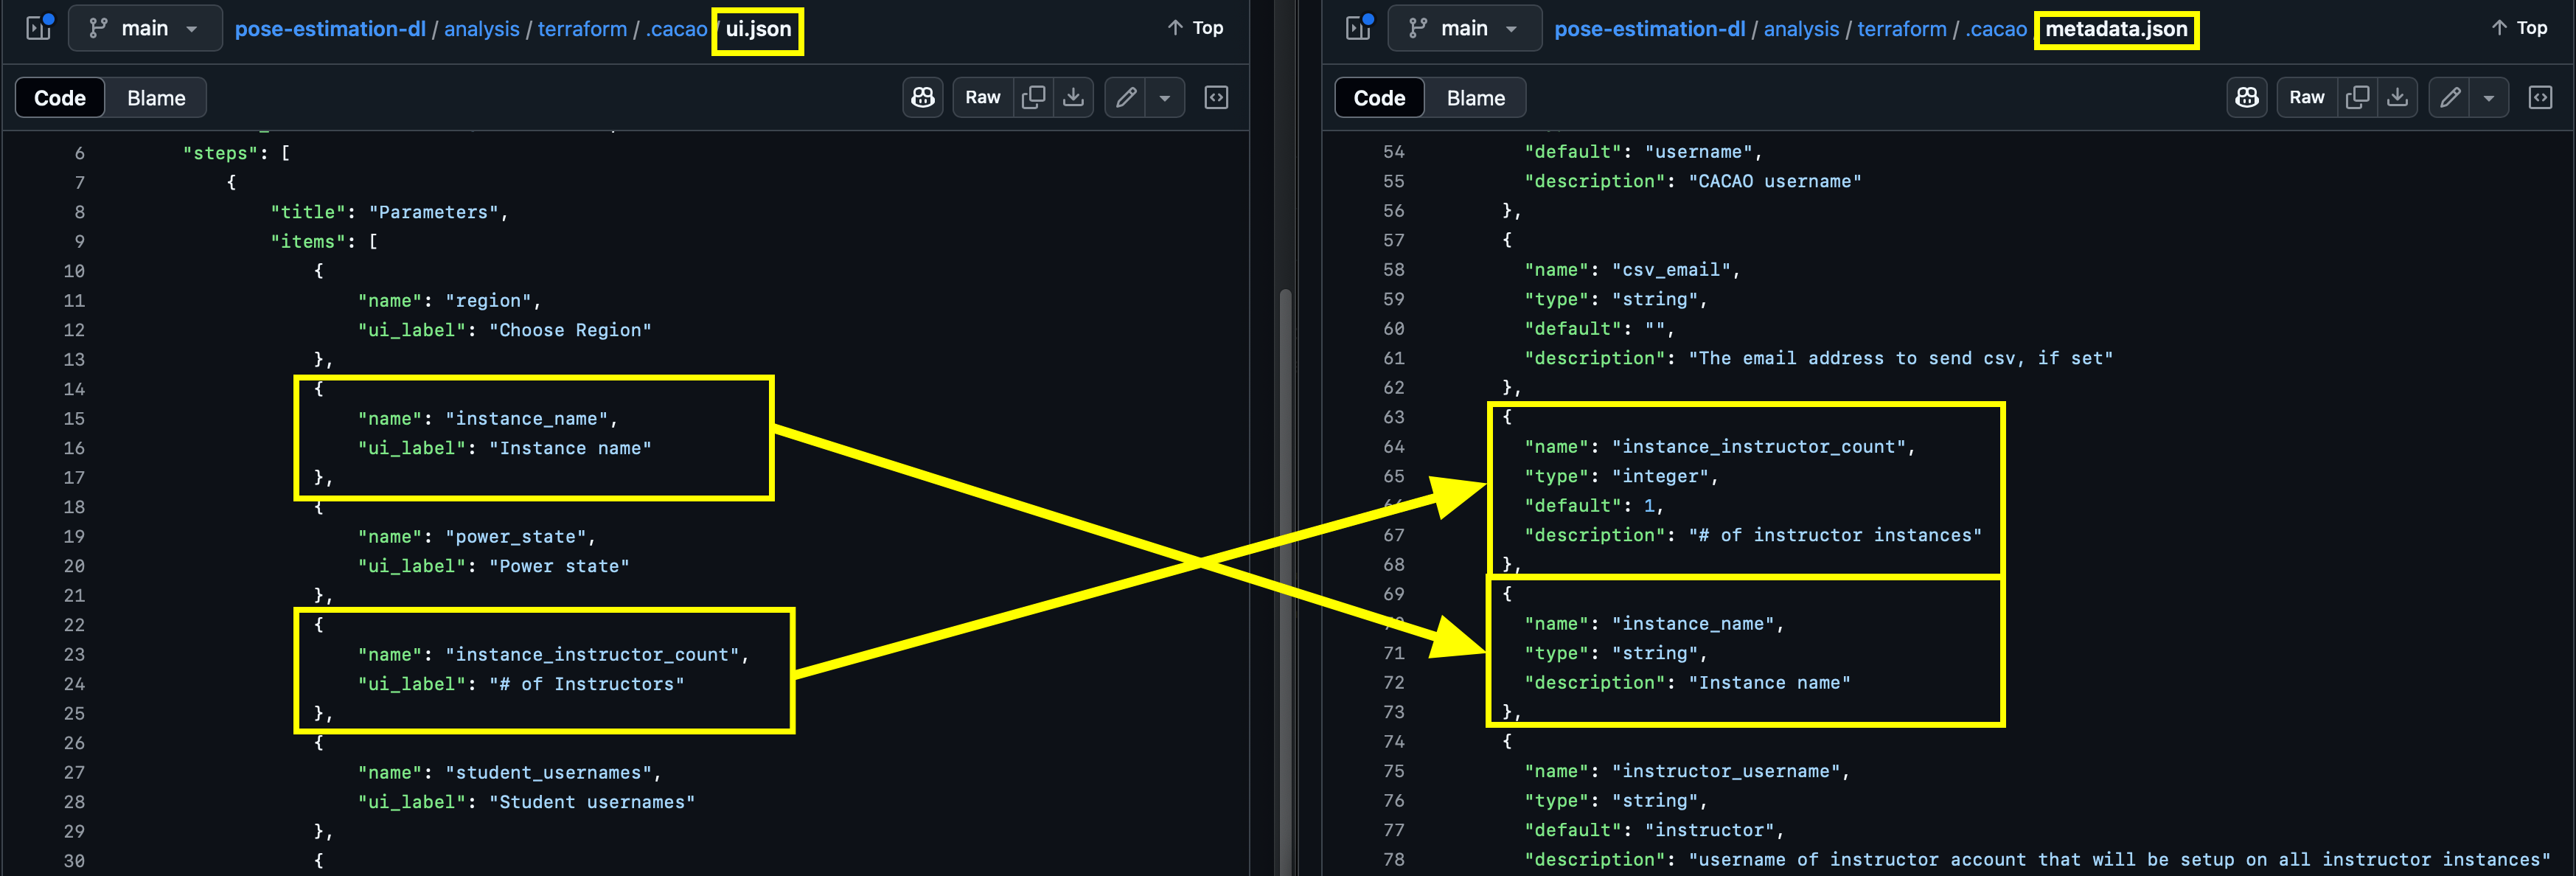 main
pose-estimation-dl / analysis / terraform / .cacao / ui.json
Top
Code
Blame
Raw
6 "steps": [
7 {
8 "title": "Parameters",
9 "items": [
10 {
11 "name": "region",
12 "ui_label": "Choose Region"
13 },
14 {
15 "name": "instance_name",
16 "ui_label": "Instance name"
17 },
18 {
19 "name": "power_state",
20 "ui_label": "Power state"
21 },
22 {
23 "name": "instance_instructor_count",
24 "ui_label": "# of Instructors"
25 },
26 {
27 "name": "student_usernames",
28 "ui_label": "Student usernames"
29 },
30 {
main
pose-estimation-dl / analysis / terraform / .cacao / metadata.json
Top
Code
Blame
Raw
54 "default": "username",
55 "description": "CACAO username"
56 },
57 {
58 "name": "csv_email",
59 "type": "string",
60 "default": "",
61 "description": "The email address to send csv, if set"
62 },
63 {
64 "name": "instance_instructor_count",
65 "type": "integer",
"default": 1,
67 "description": "# of instructor instances"
68 },
69 {
"name": "instance_name",
71 "type": "string",
72 "description": "Instance name"
73 },
74 {
75 "name": "instructor_username",
76 "type": "string",
77 "default": "instructor",
78 "description": "username of instructor account that will be setup on all instructor instances"